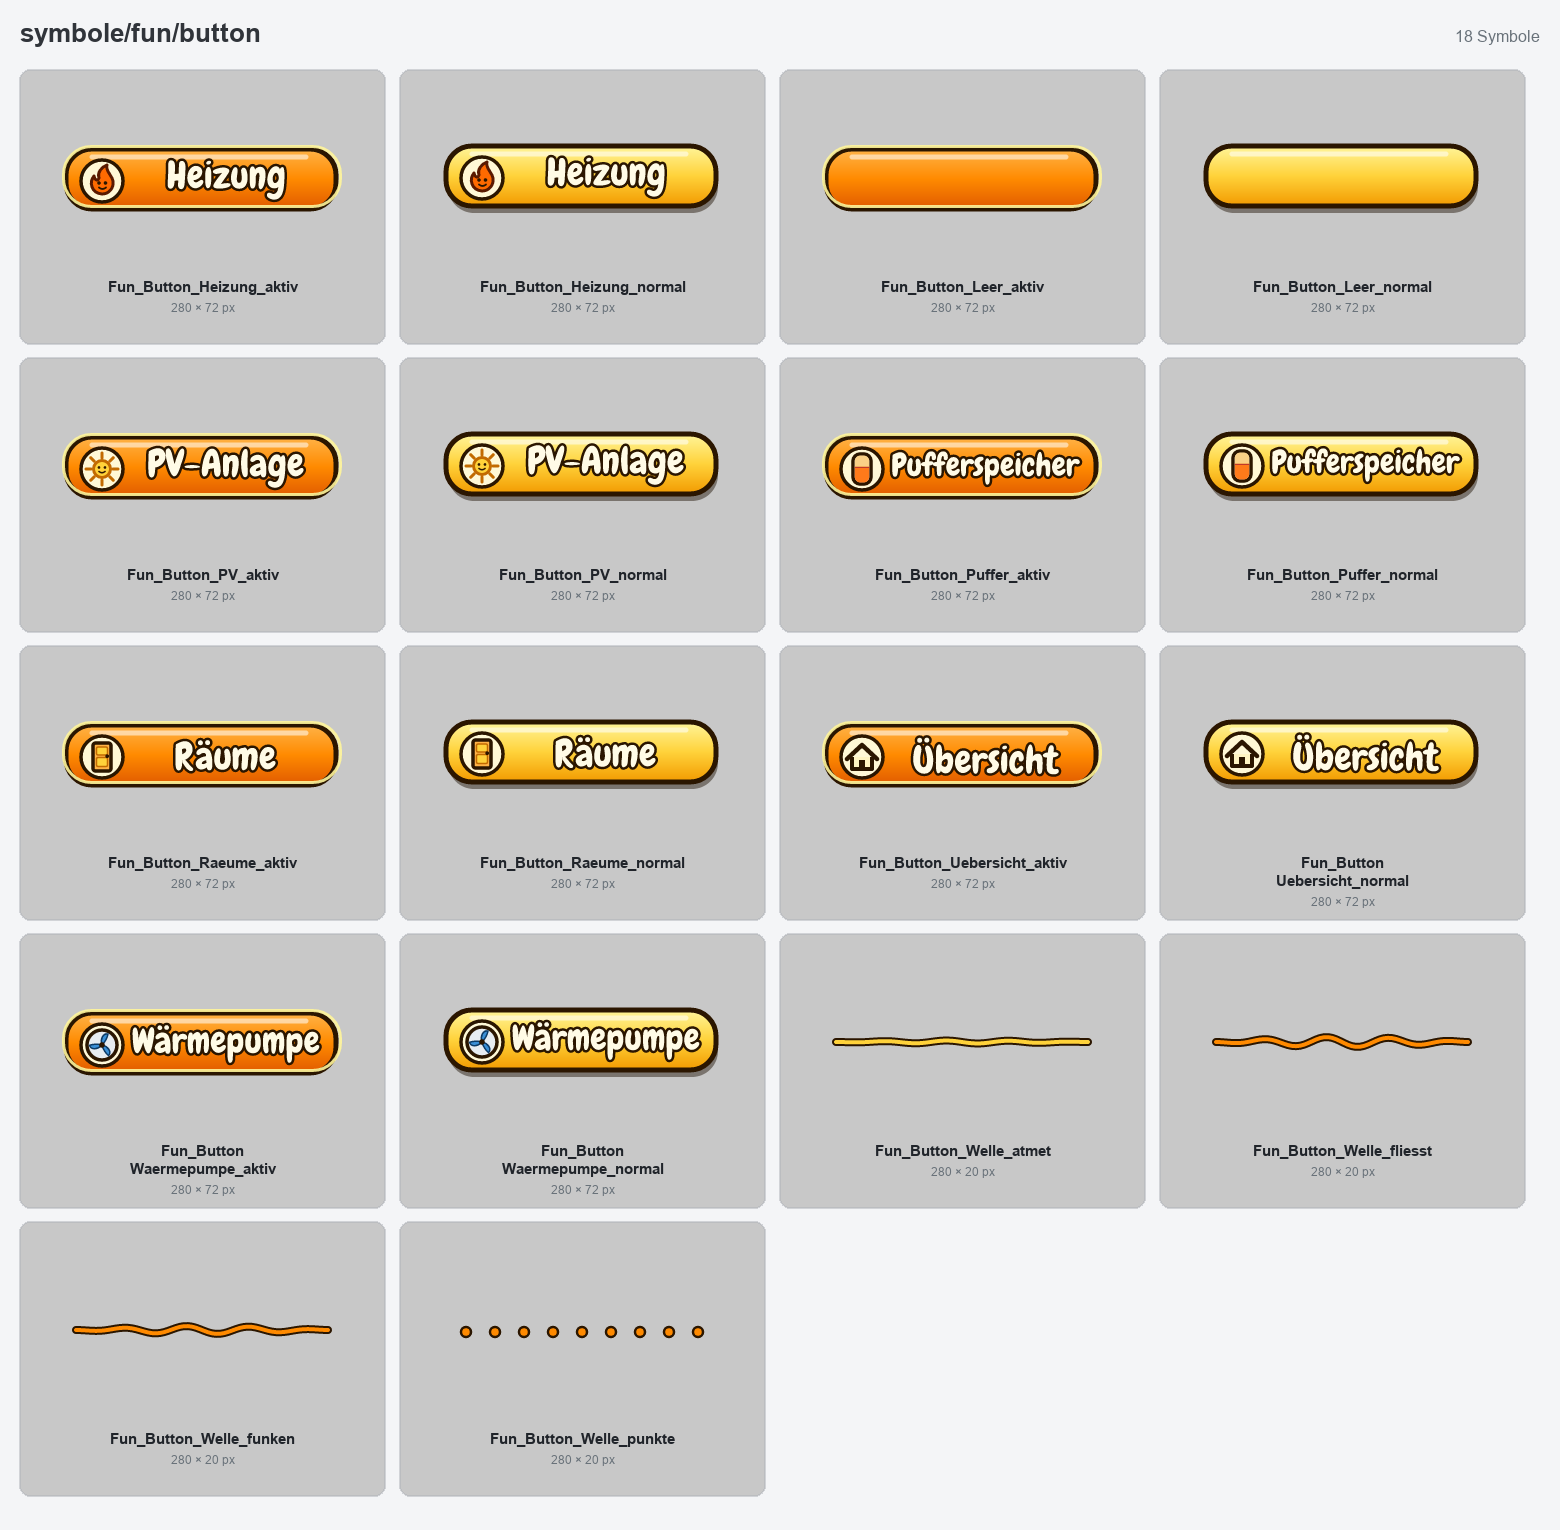 symbole/fun/button
18 Symbole
Heizung
Heizung
Fun_Button_Heizung_aktiv
280 × 72 px
Fun_Button_Heizung_normal
280 × 72 px
Fun_Button_Leer_aktiv
280 × 72 px
Fun_Button_Leer_normal
280 × 72 px
PV-Anlage
PV-Anlage
Pufferspeicher
Pufferspeicher
Fun_Button_PV_aktiv
280 × 72 px
Fun_Button_PV_normal
280 × 72 px
Fun_Button_Puffer_aktiv
280 × 72 px
Fun_Button_Puffer_normal
280 × 72 px
Räume
Räume
Übersicht
Übersicht
Fun_Button_Raeume_aktiv
280 × 72 px
Fun_Button_Raeume_normal
280 × 72 px
Fun_Button_Uebersicht_aktiv
280 × 72 px
Fun_Button
Uebersicht_normal
280 × 72 px
Wärmepumpe
Wärmepumpe
Fun_Button
Waermepumpe_aktiv
280 × 72 px
Fun_Button
Waermepumpe_normal
280 × 72 px
Fun_Button_Welle_atmet
280 × 20 px
Fun_Button_Welle_fliesst
280 × 20 px
Fun_Button_Welle_funken
280 × 20 px
Fun_Button_Welle_punkte
280 × 20 px